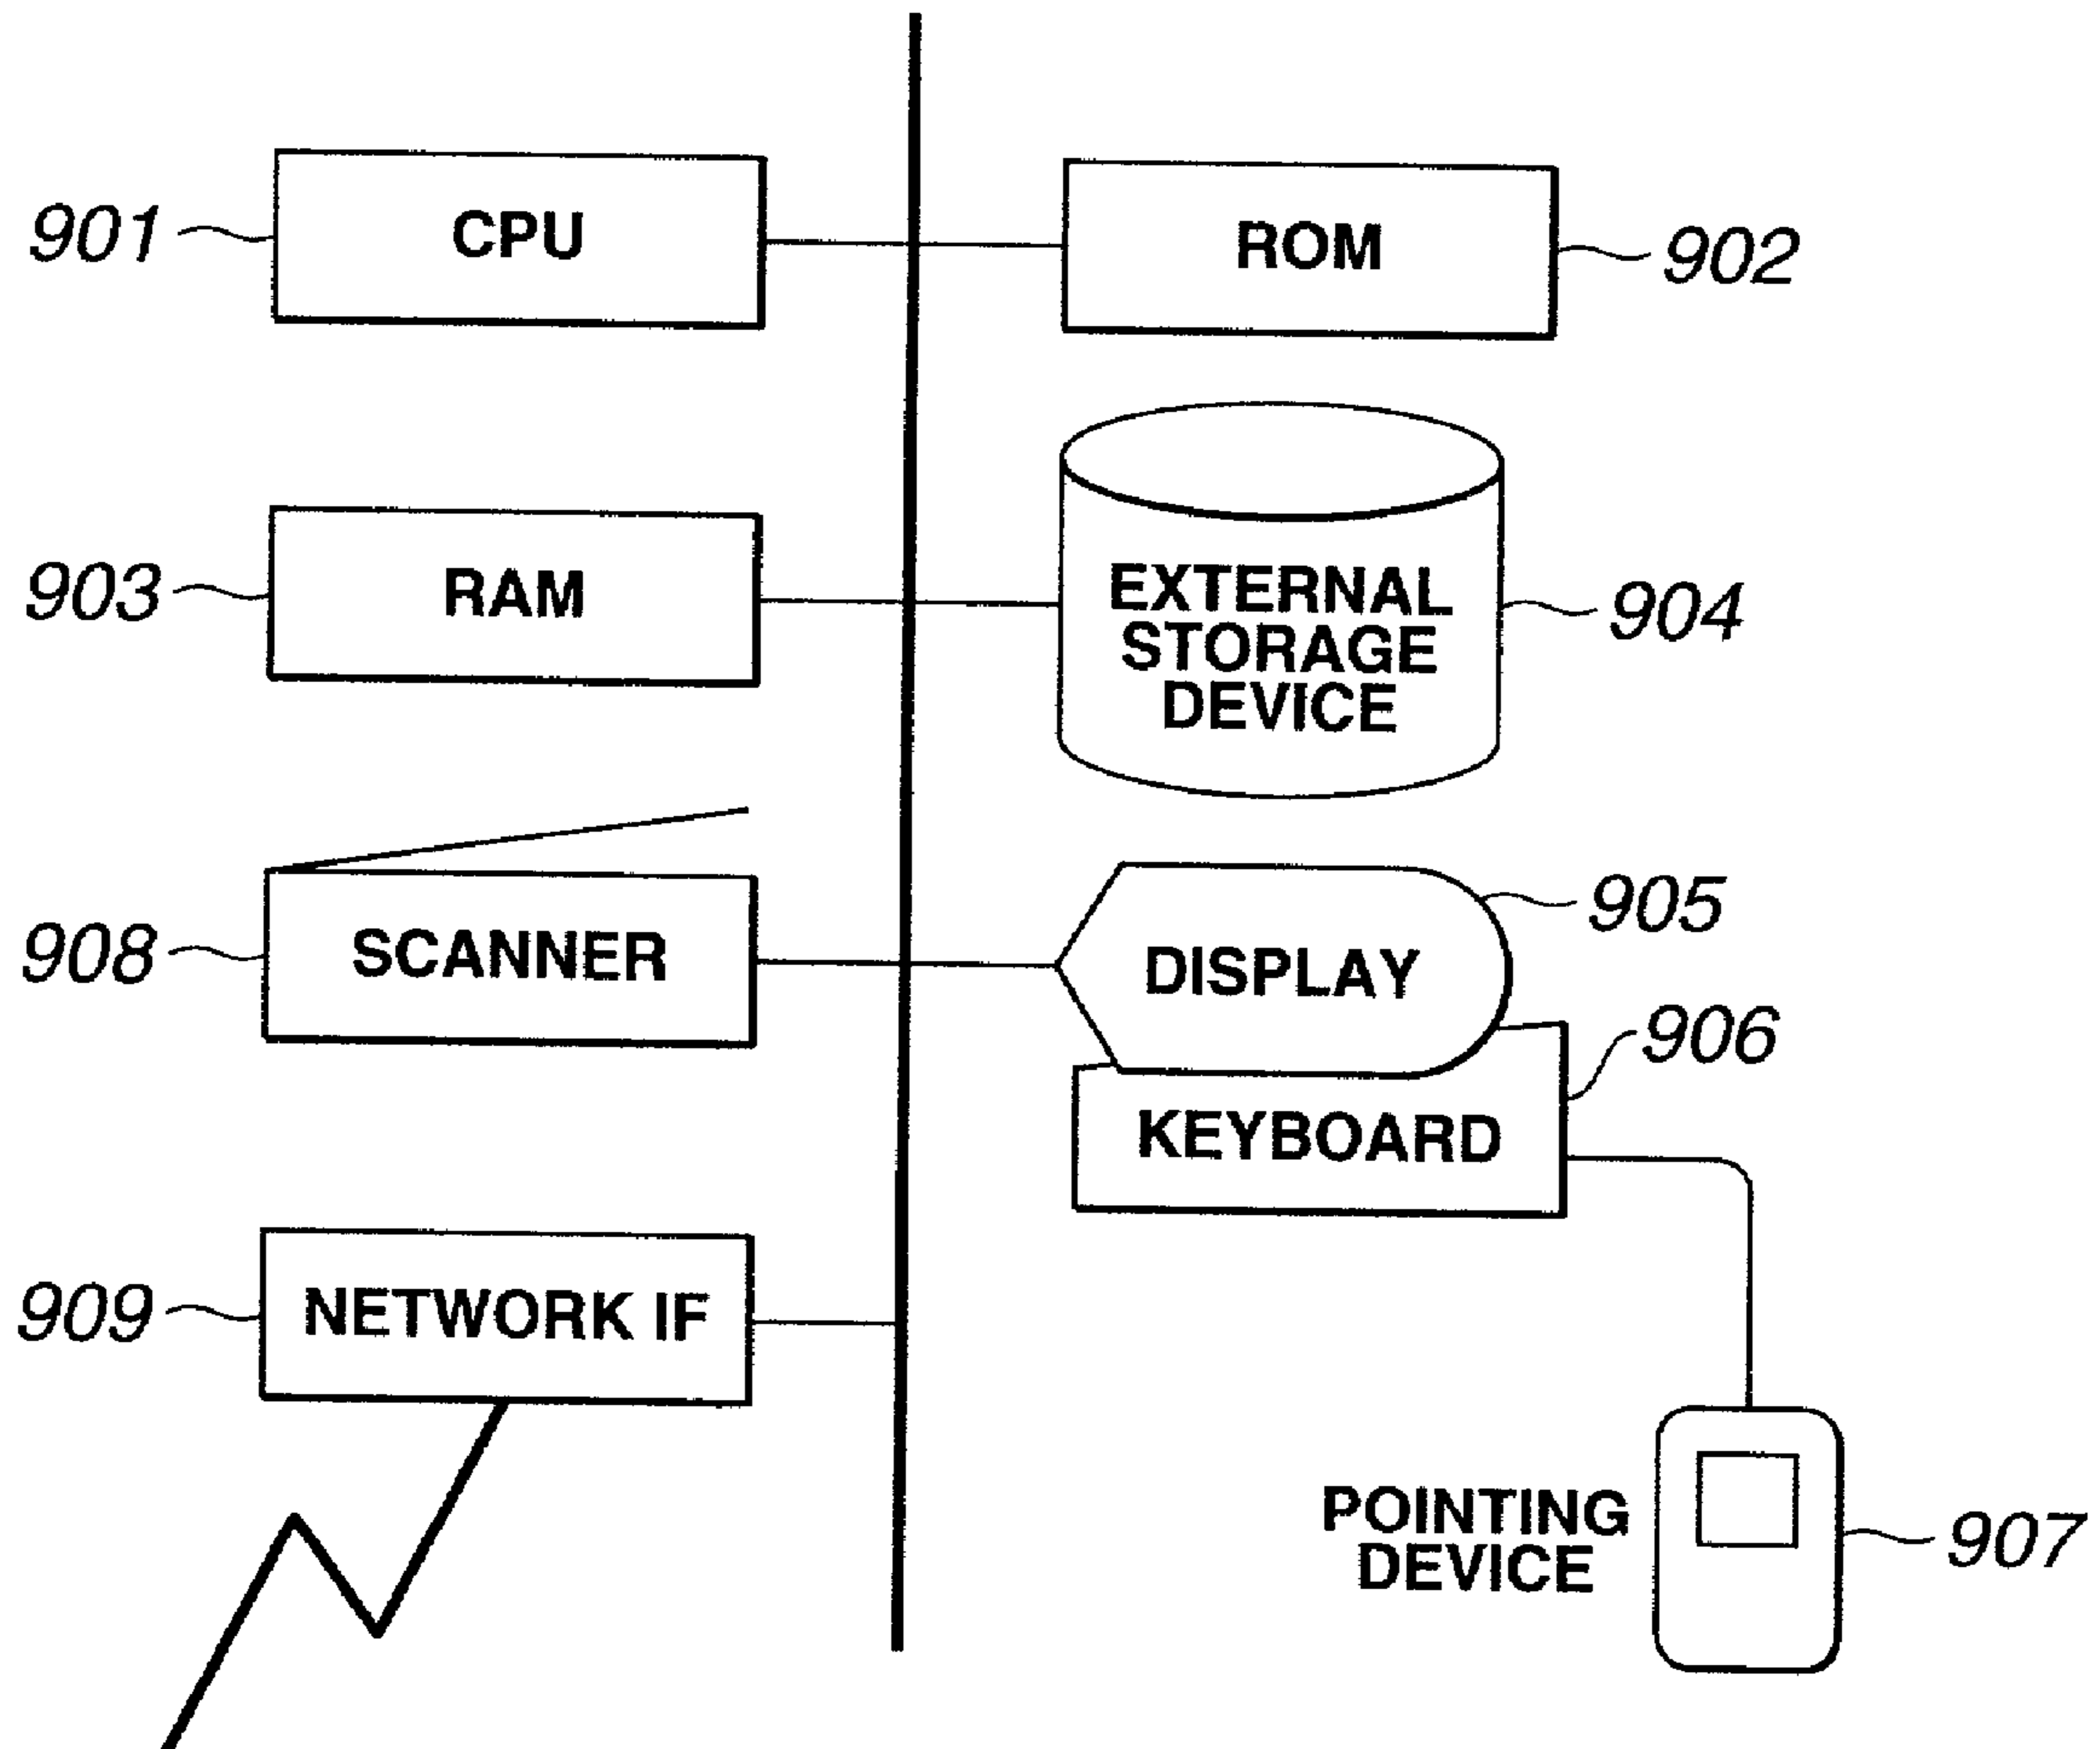 901
CPU
ROM
902
903
RAM
EXTERNAL
STORAGE
DEVICE
904
908
SCANNER
DISPLAY
905
906
KEYBOARD
909
NETWORK IF
POINTING
DEVICE
907